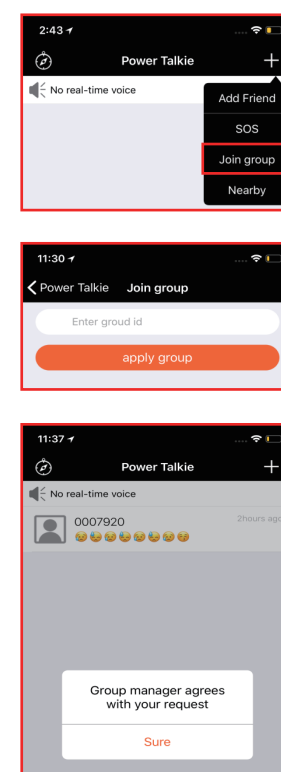 2:43
Power Talkie
+
No real-time voice
Add Friend
SOS
Join group
Nearby
11:30
Power Talkie Join group
Enter groud id
apply group
11:37
Power Talkie
+
No real-time voice
0007920 2hours ago
Group manager agrees
with your request
Sure